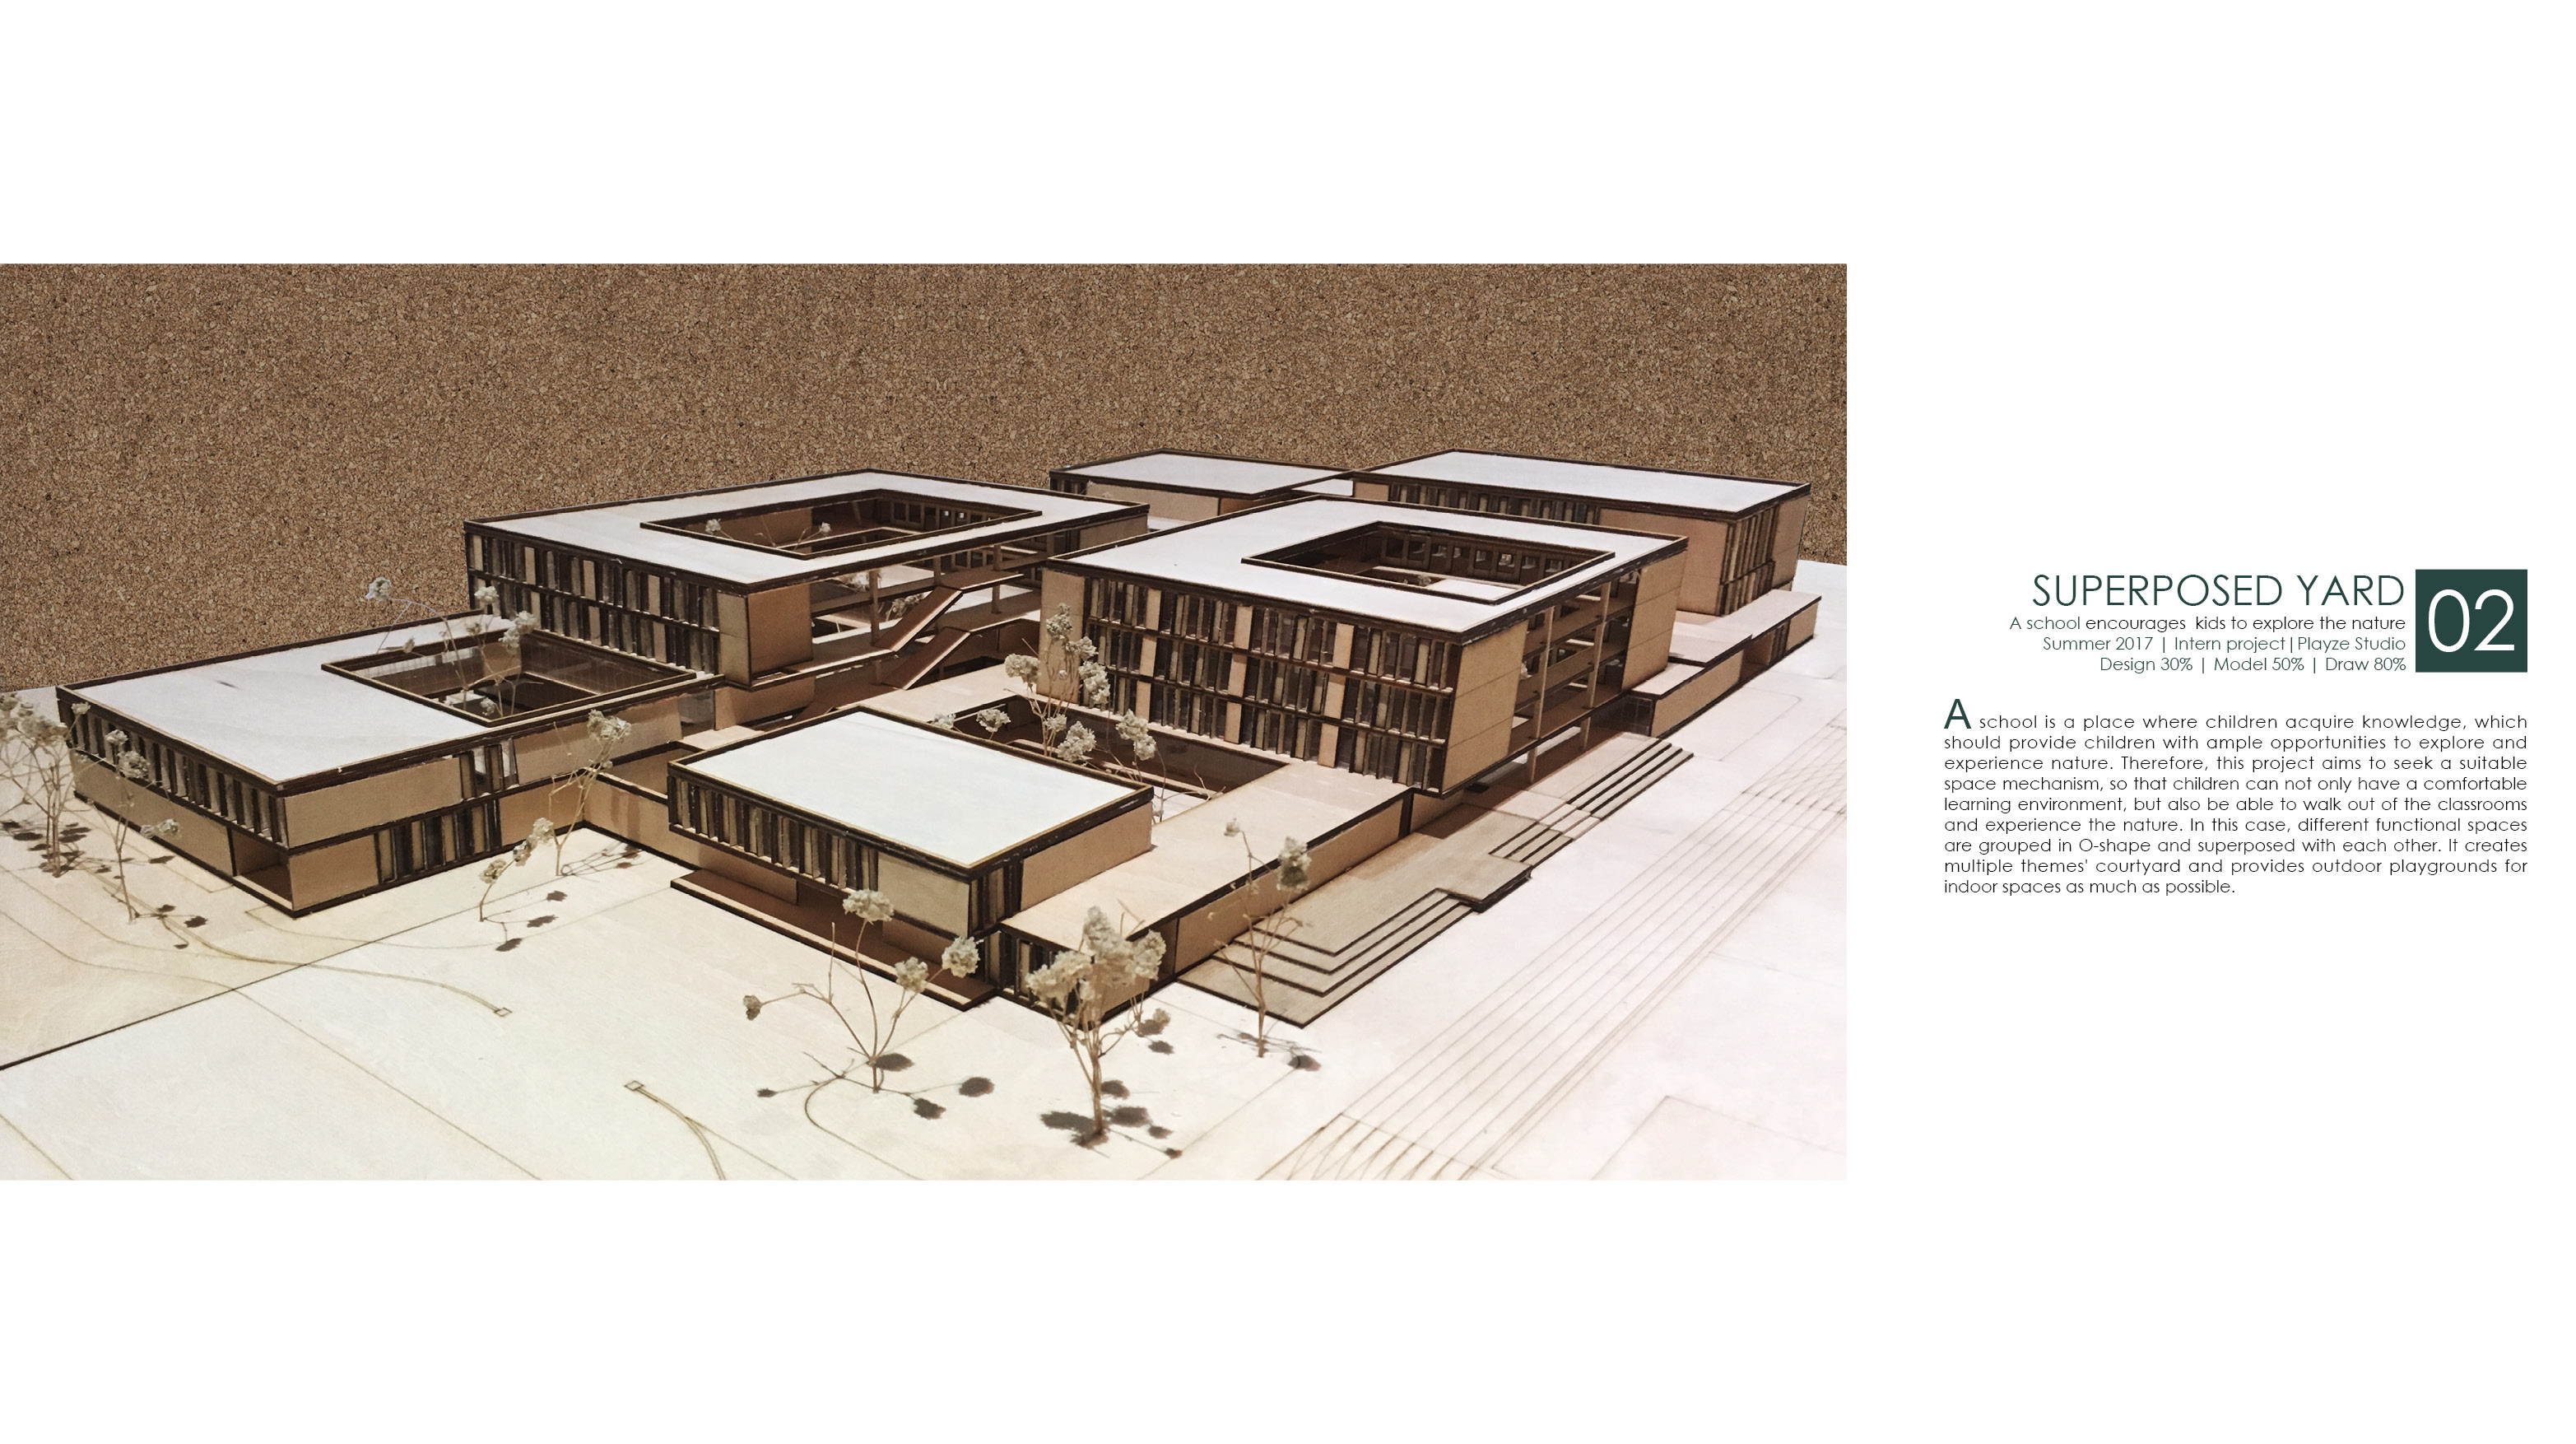 SUPERPOSED YARD
02
A school encourages  kids to explore the nature
Summer 2017 | Intern project|Playze Studio
Design 30% | Model 50% | Draw 80%
A school is a place where children acquire knowledge, which
should provide children with ample opportunities to explore and
experience nature. Therefore, this project aims to seek a suitable
space mechanism, so that children can not only have a comfortable
learning environment, but also be able to walk out of the classrooms
and experience the nature. In this case, different functional spaces
are grouped in O-shape and superposed with each other. It creates
multiple themes' courtyard and provides outdoor playgrounds for
indoor spaces as much as possible.